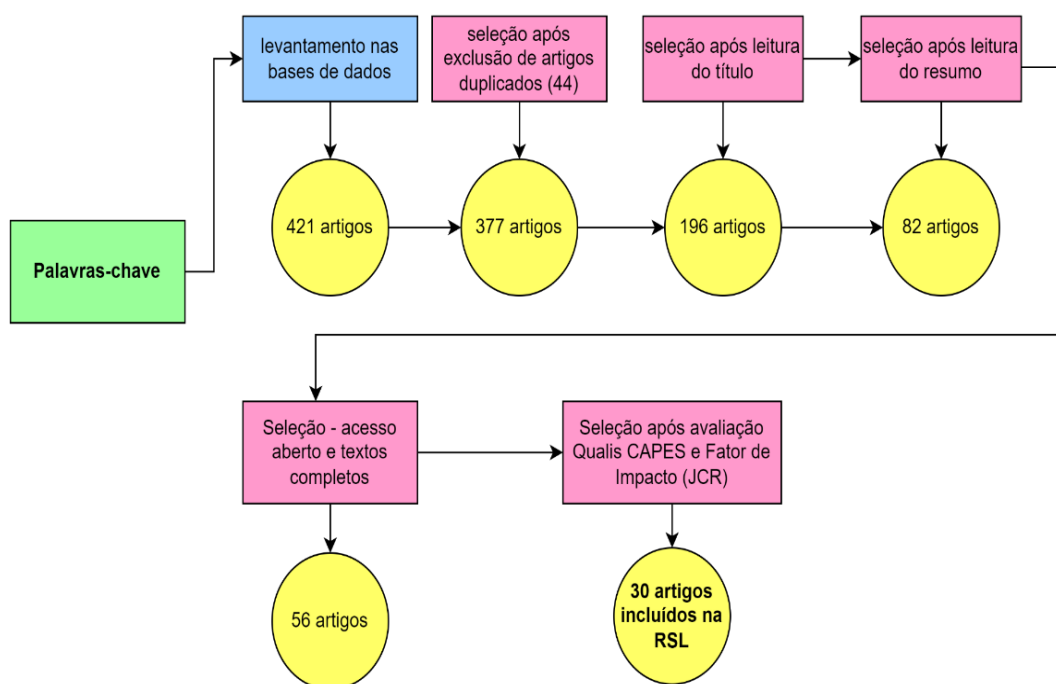 levantamento nas
bases de dados
seleção após
exclusão de artigos
duplicados (44)
seleção após leitura
do título
seleção após leitura
do resumo
421 artigos
377 artigos
196 artigos
82 artigos
Palavras-chave
Seleção - acesso
aberto e textos
completos
Seleção após avaliação
Qualis CAPES e Fator de
Impacto (JCR)
56 artigos
30 artigos
incluídos na
RSL